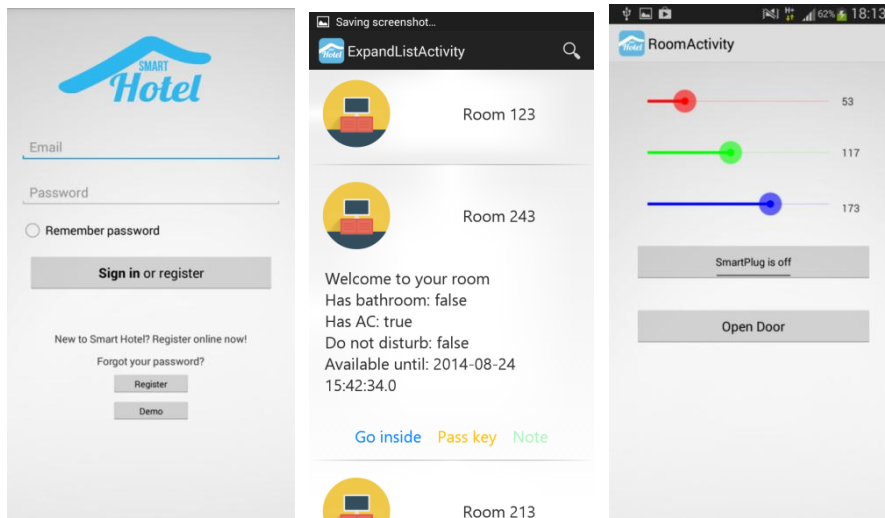 SMART
Hotel
Email
Password
Remember password
Sign in or register
New to Smart Hotel? Register online now!
Forgot your password?
Register
Demo
Saving screenshot...
Hotel
ExpandListActivity
Room 123
Room 243
Welcome to your room
Has bathroom: false
Has AC: true
Do not disturb: false
Available until: 2014-08-24
15:42:34.0
Go inside Pass key Note
Room 213
62% 18:13
Hotel
RoomActivity
53
117
173
SmartPlug is off
Open Door